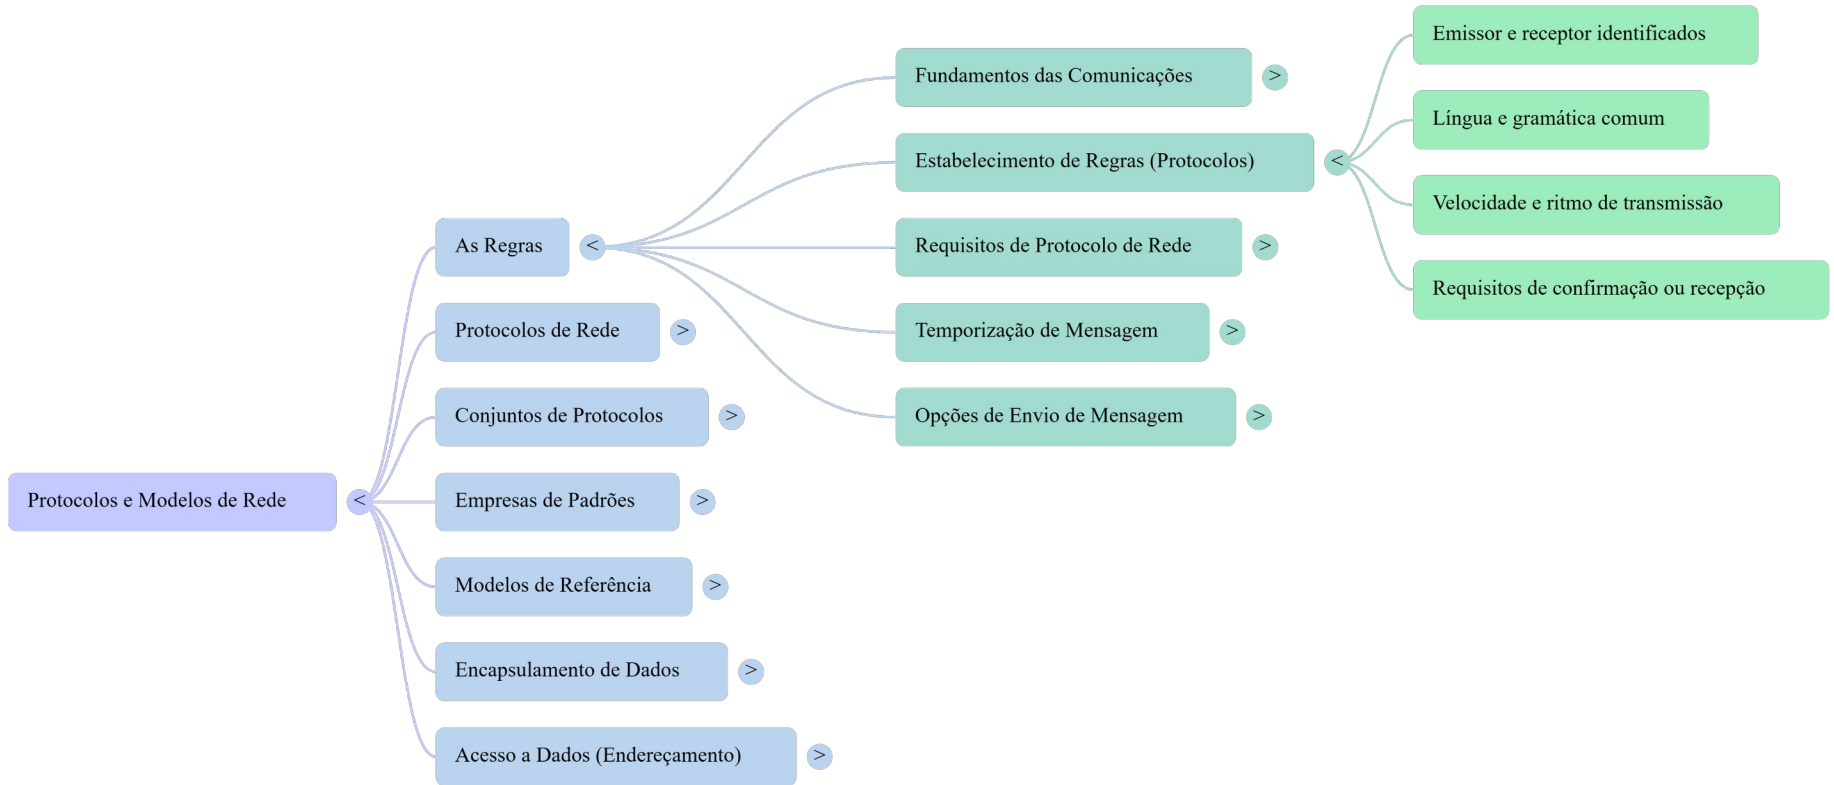 Protocolos e Modelos de Rede
<
As Regras
<
Protocolos de Rede
>
Conjuntos de Protocolos
>
Empresas de Padrões
>
Modelos de Referência
>
Encapsulamento de Dados
>
Acesso a Dados (Endereçamento)
>
Fundamentos das Comunicações
>
Estabelecimento de Regras (Protocolos)
<
Requisitos de Protocolo de Rede
>
Temporização de Mensagem
>
Opções de Envio de Mensagem
>
Emissor e receptor identificados
Língua e gramática comum
Velocidade e ritmo de transmissão
Requisitos de confirmação ou recepção